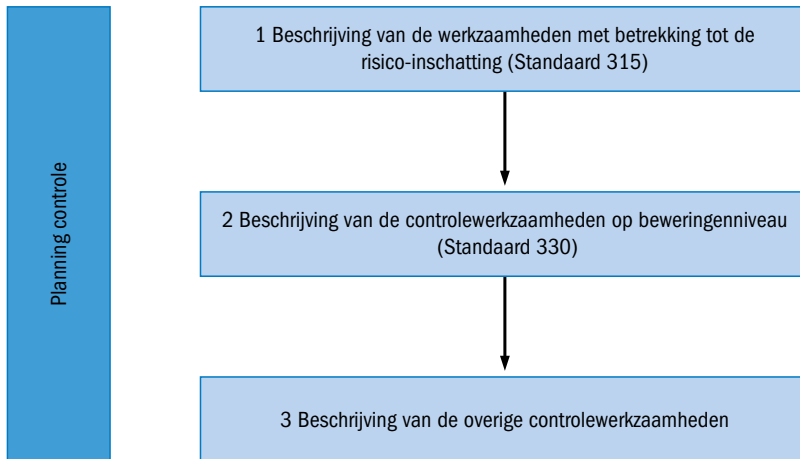 Planning controle
1 Beschrijving van de werkzaamheden met betrekking tot de
risico-inschatting (Standaard 315)
2 Beschrijving van de controlewerkzaamheden op beweringenniveau
(Standaard 330)
3 Beschrijving van de overige controlewerkzaamheden